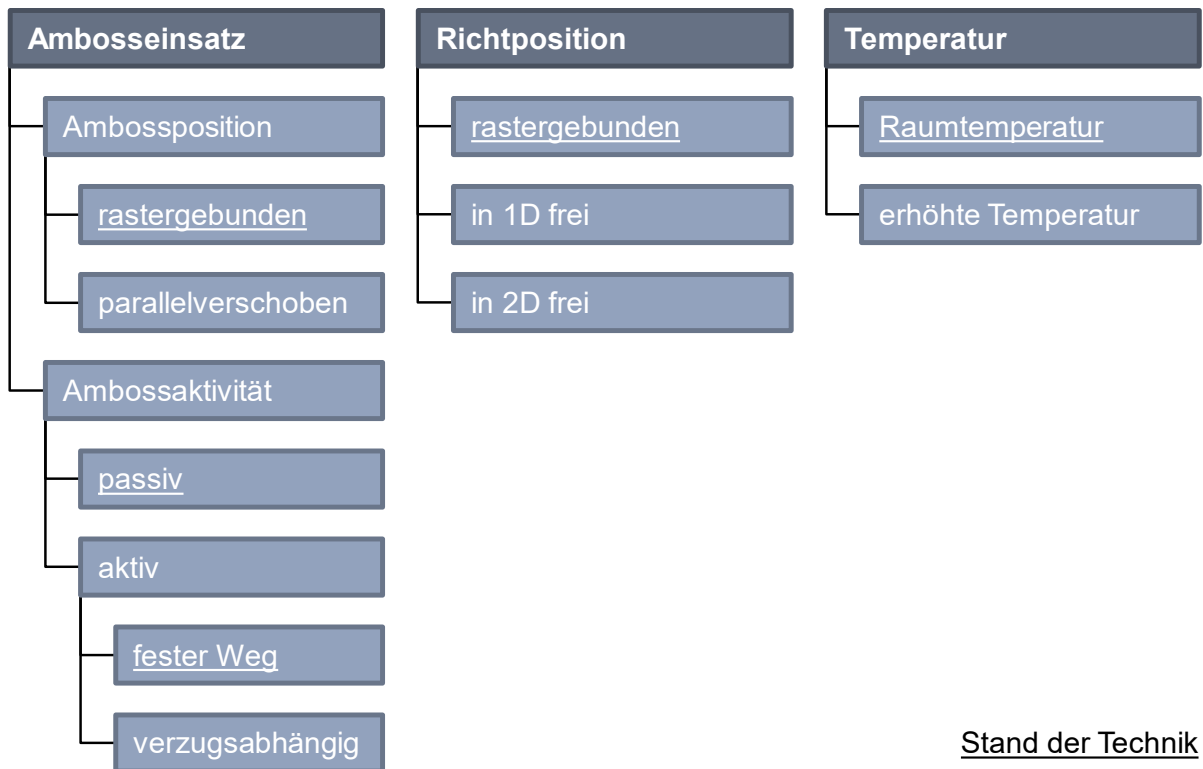 Ambosseinsatz
Ambossposition
rastergebunden
parallelverschoben
Ambossaktivität
passiv
aktiv
fester Weg
verzugsabhängig
Richtposition
rastergebunden
in 1D frei
in 2D frei
Temperatur
Raumtemperatur
erhöhte Temperatur
Stand der Technik